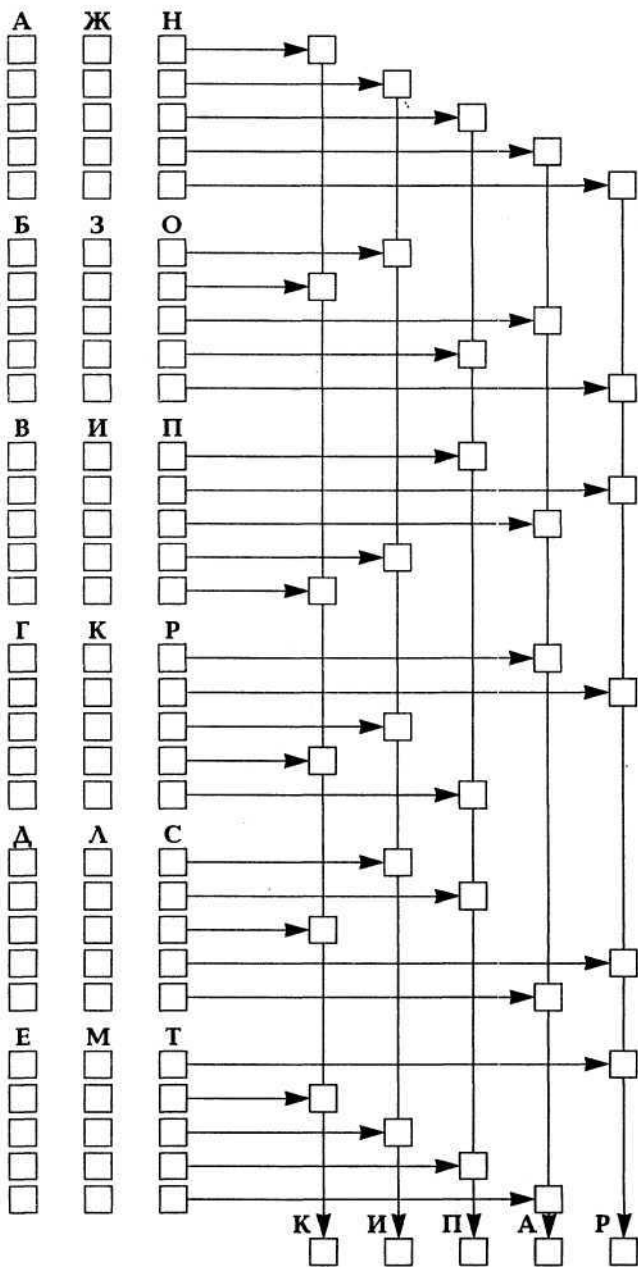 А Ж Н
Б З О
В И П
Г К Р
Д Л С
Е М Т
К И П А Р